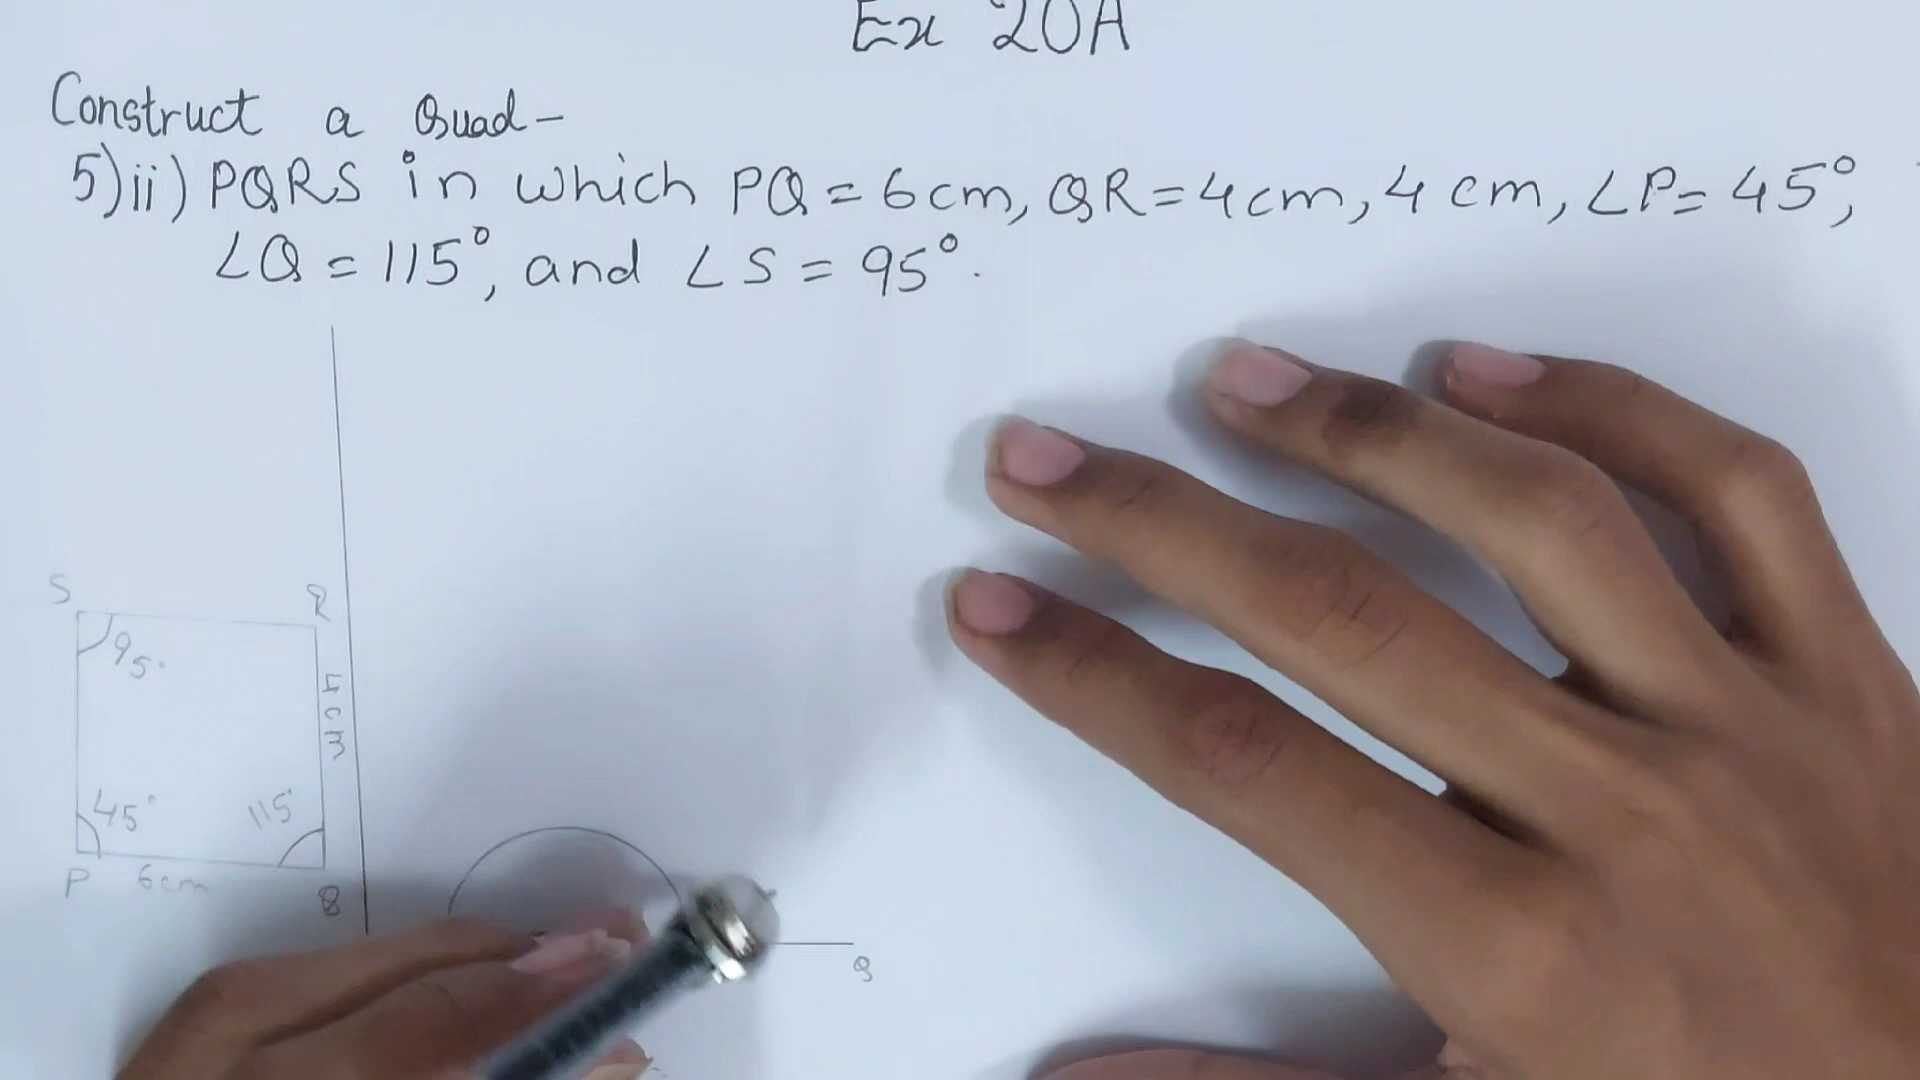 Ex 20A
Construct a Quad-
5)ii) PQRS in which PQ = 6cm, QR = 4cm, 4 cm, ∠P = 45°,
∠Q = 115°, and ∠S = 95°.
S R
95°
4cm
45° 115°
P 6cm Q
Q